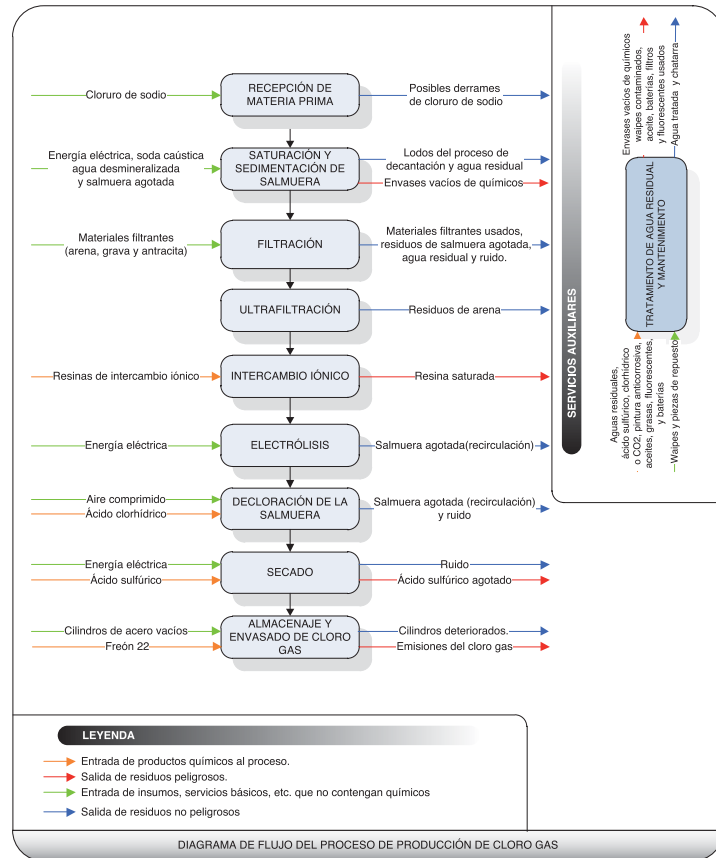 Cloruro de sodio
RECEPCIÓN DE
MATERIA PRIMA
Posibles derrames
de cloruro de sodio
Energía eléctrica, soda caústica
agua desmineralizada
y salmuera agotada
SATURACIÓN Y
SEDIMENTACIÓN DE
SALMUERA
Lodos del proceso de
decantación y agua residual
Envases vacíos de químicos
Materiales filtrantes
(arena, grava y antracita)
FILTRACIÓN
Materiales filtrantes usados,
residuos de salmuera agotada,
agua residual y ruido.
ULTRAFILTRACIÓN
Residuos de arena
Resinas de intercambio iónico
INTERCAMBIO IÓNICO
Resina saturada
Energía eléctrica
ELECTRÓLISIS
Salmuera agotada(recirculación)
Aire comprimido
Ácido clorhídrico
DECLORACIÓN DE LA
SALMUERA
Salmuera agotada (recirculación)
y ruido
Energía eléctrica
Ácido sulfúrico
SECADO
Ruido
Ácido sulfúrico agotado
Cilindros de acero vacíos
Freón 22
ALMACENAJE Y
ENVASADO DE CLORO
GAS
Cilindros deteriorados.
Emisiones del cloro gas
SERVICIOS AUXILIARES
Envases vacíos de químicos
waipes contaminados,
aceite, baterías, filtros
y fluorescentes usados
Agua tratada y chatarra
TRATAMIENTO DE AGUA RESIDUAL
Y MANTENIMIENTO
Aguas residuales,
ácido sulfúrico, clorhídrico
o CO2, pintura anticorrosiva,
aceites, grasas, fluorescentes,
y baterías
Waipes y piezas de repuesto
LEYENDA
Entrada de productos químicos al proceso.
Salida de residuos peligrosos.
Entrada de insumos, servicios básicos, etc. que no contengan químicos
Salida de residuos no peligrosos
DIAGRAMA DE FLUJO DEL PROCESO DE PRODUCCIÓN DE CLORO GAS